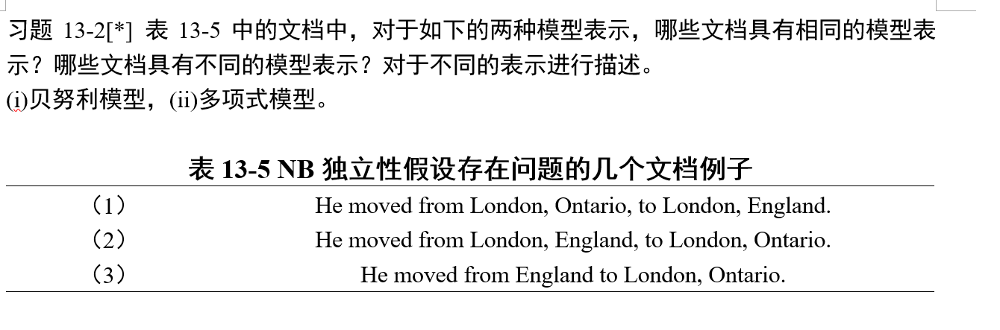 习题 13-2[*] 表 13-5 中的文档中，对于如下的两种模型表示，哪些文档具有相同的模型表
示？哪些文档具有不同的模型表示？对于不同的表示进行描述。
(i)贝努利模型，(ii)多项式模型。
表 13-5 NB 独立性假设存在问题的几个文档例子
（1） He moved from London, Ontario, to London, England.
（2） He moved from London, England, to London, Ontario.
（3） He moved from England to London, Ontario.